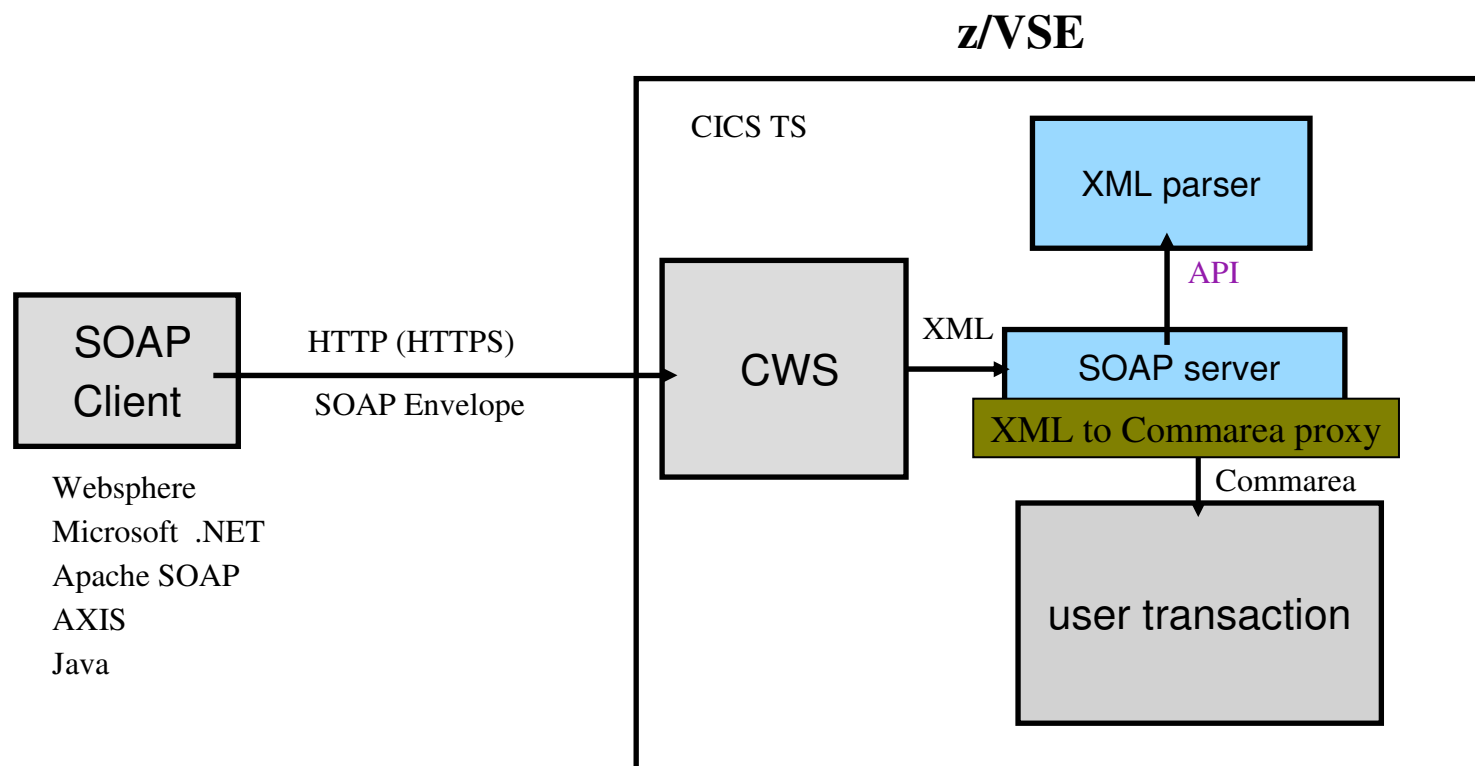 z/VSE
CICS TS
XML parser
API
SOAP
Client
HTTP (HTTPS)
SOAP Envelope
CWS
XML
SOAP server
XML to Commarea proxy
Commarea
user transaction
Websphere
Microsoft .NET
Apache SOAP
AXIS
Java